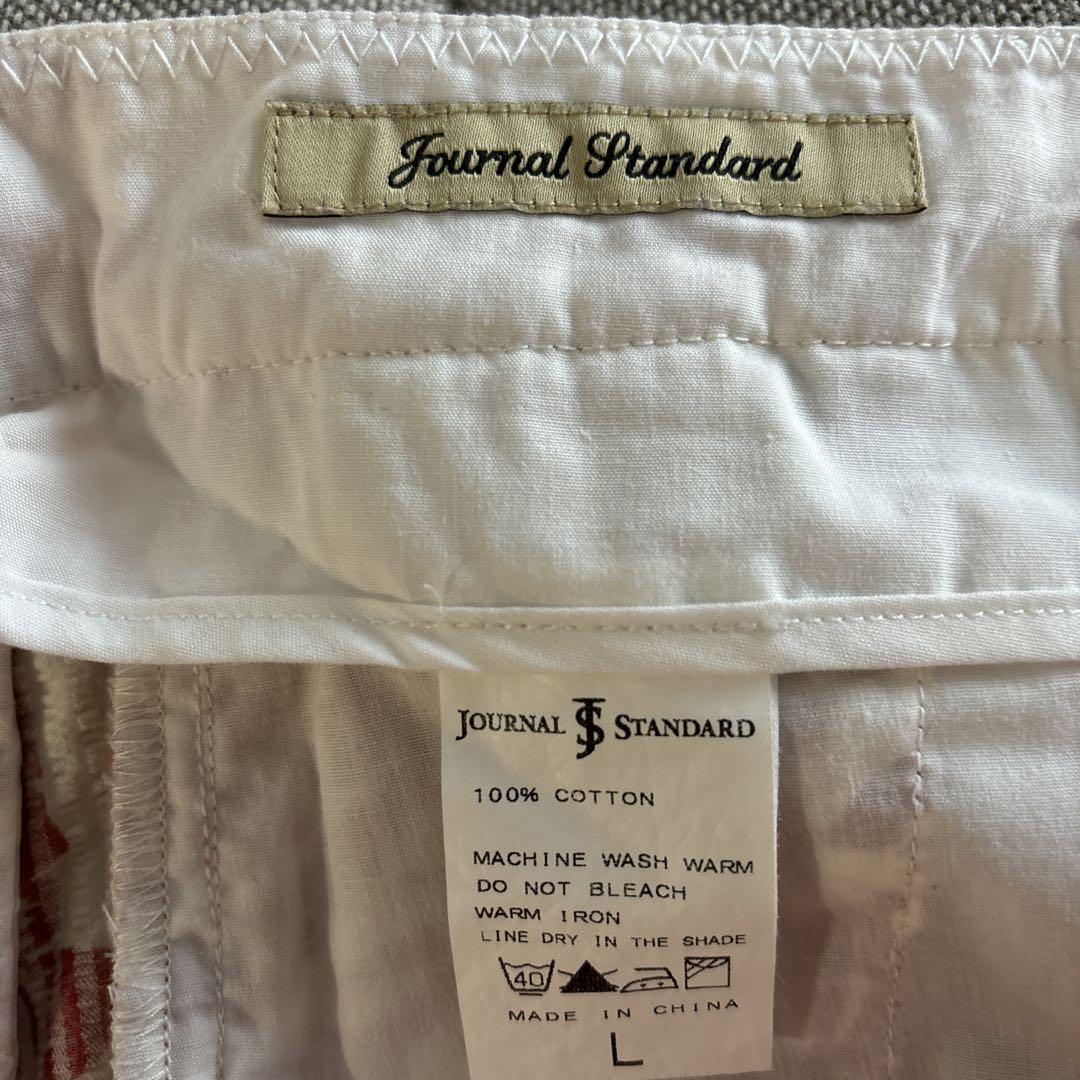 Journal Standard
JOURNAL JS STANDARD
100% COTTON
MACHINE WASH WARM
DO NOT BLEACH
WARM IRON
LINE DRY IN THE SHADE
40
MADE IN CHINA
L